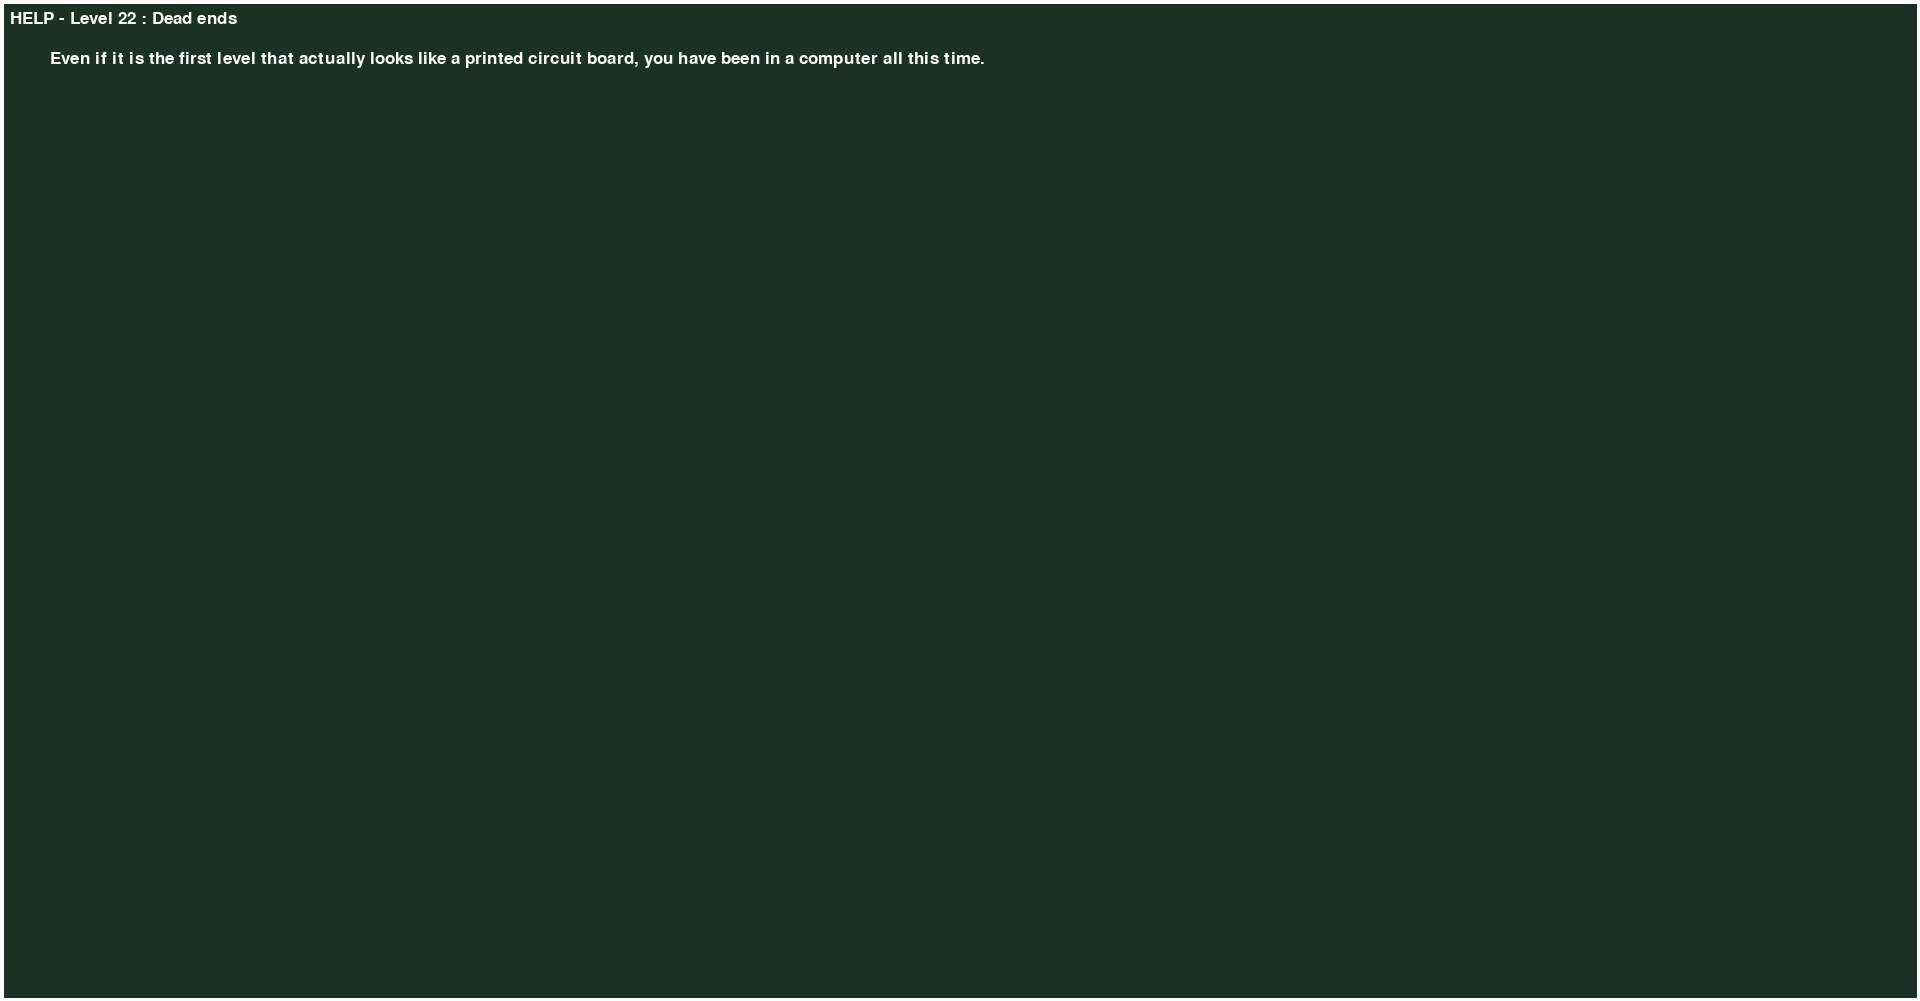 HELP - Level 22 : Dead ends
Even if it is the first level that actually looks like a printed circuit board, you have been in a computer all this time.